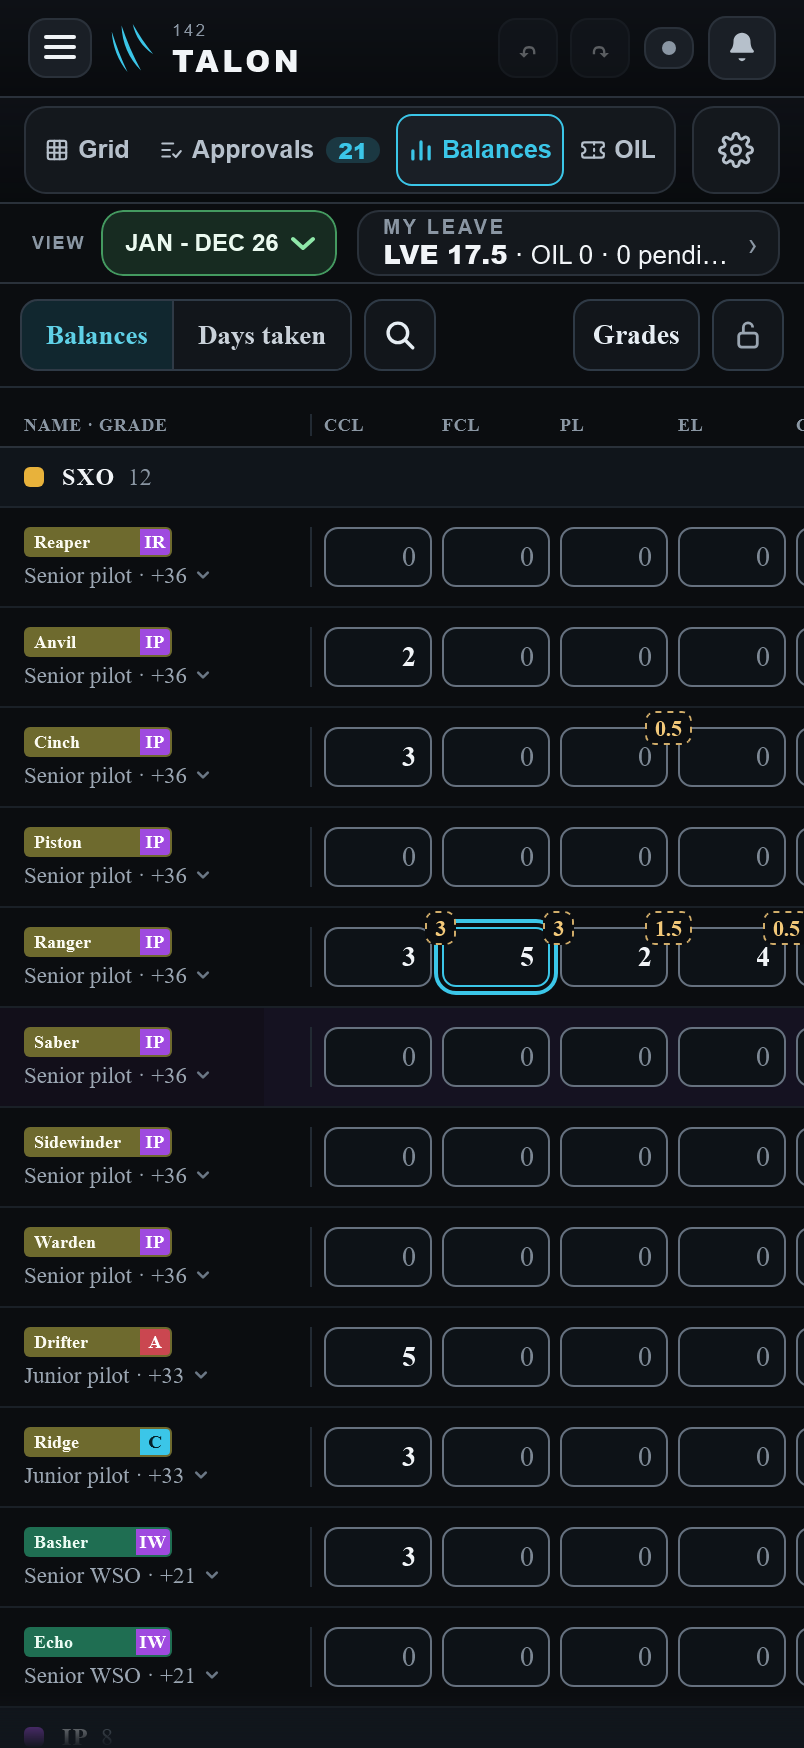 142
TALON
Grid Approvals 21 Balances OIL
VIEW JAN - DEC 26 MY LEAVE
LVE 17.5 · OIL 0 · 0 pendi…
Balances Days taken Grades
NAME · GRADE CCL FCL PL EL
SXO 12
Reaper IR
Senior pilot · +36 0 0 0 0
Anvil IP
Senior pilot · +36 2 0 0 0
0.5
Cinch IP
Senior pilot · +36 3 0 0 0
Piston IP
Senior pilot · +36 0 0 0 0
3 3 1.5 0.5
Ranger IP
Senior pilot · +36 3 5 2 4
Saber IP
Senior pilot · +36 0 0 0 0
Sidewinder IP
Senior pilot · +36 0 0 0 0
Warden IP
Senior pilot · +36 0 0 0 0
Drifter A
Junior pilot · +33 5 0 0 0
Ridge C
Junior pilot · +33 3 0 0 0
Basher IW
Senior WSO · +21 3 0 0 0
Echo IW
Senior WSO · +21 0 0 0 0
IP 8